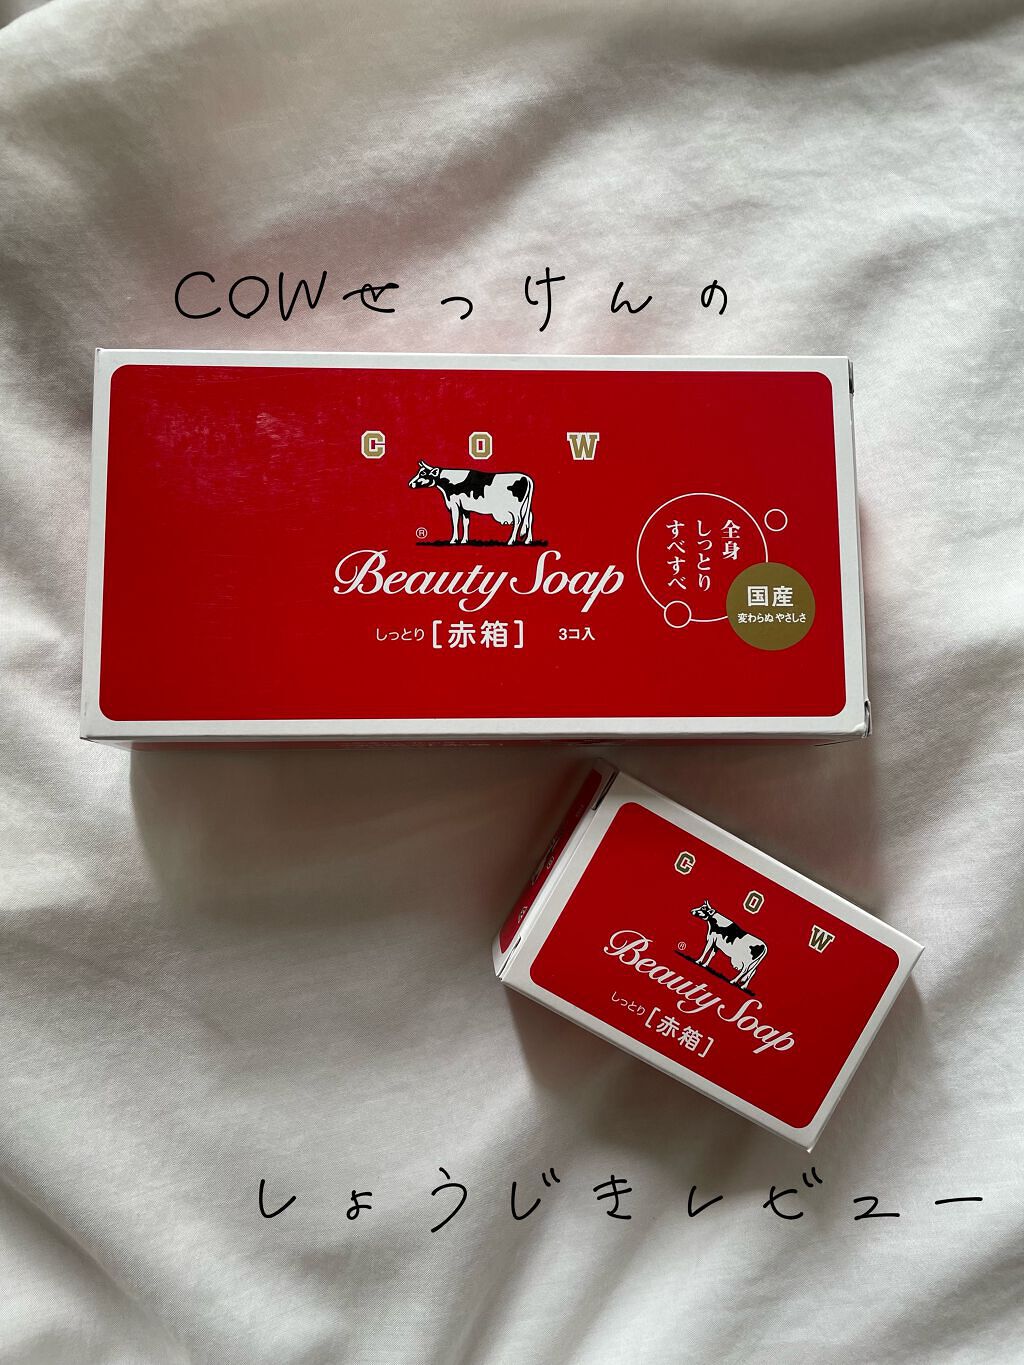 COWせっけんの
C O W
®
Beauty Soap
しっとり[赤箱] 3コ入
全身
しっとり
すべすべ
国産
変わらぬ やさしさ
C O W
®
Beauty Soap
しっとり[赤箱]
しょうじきレビュー